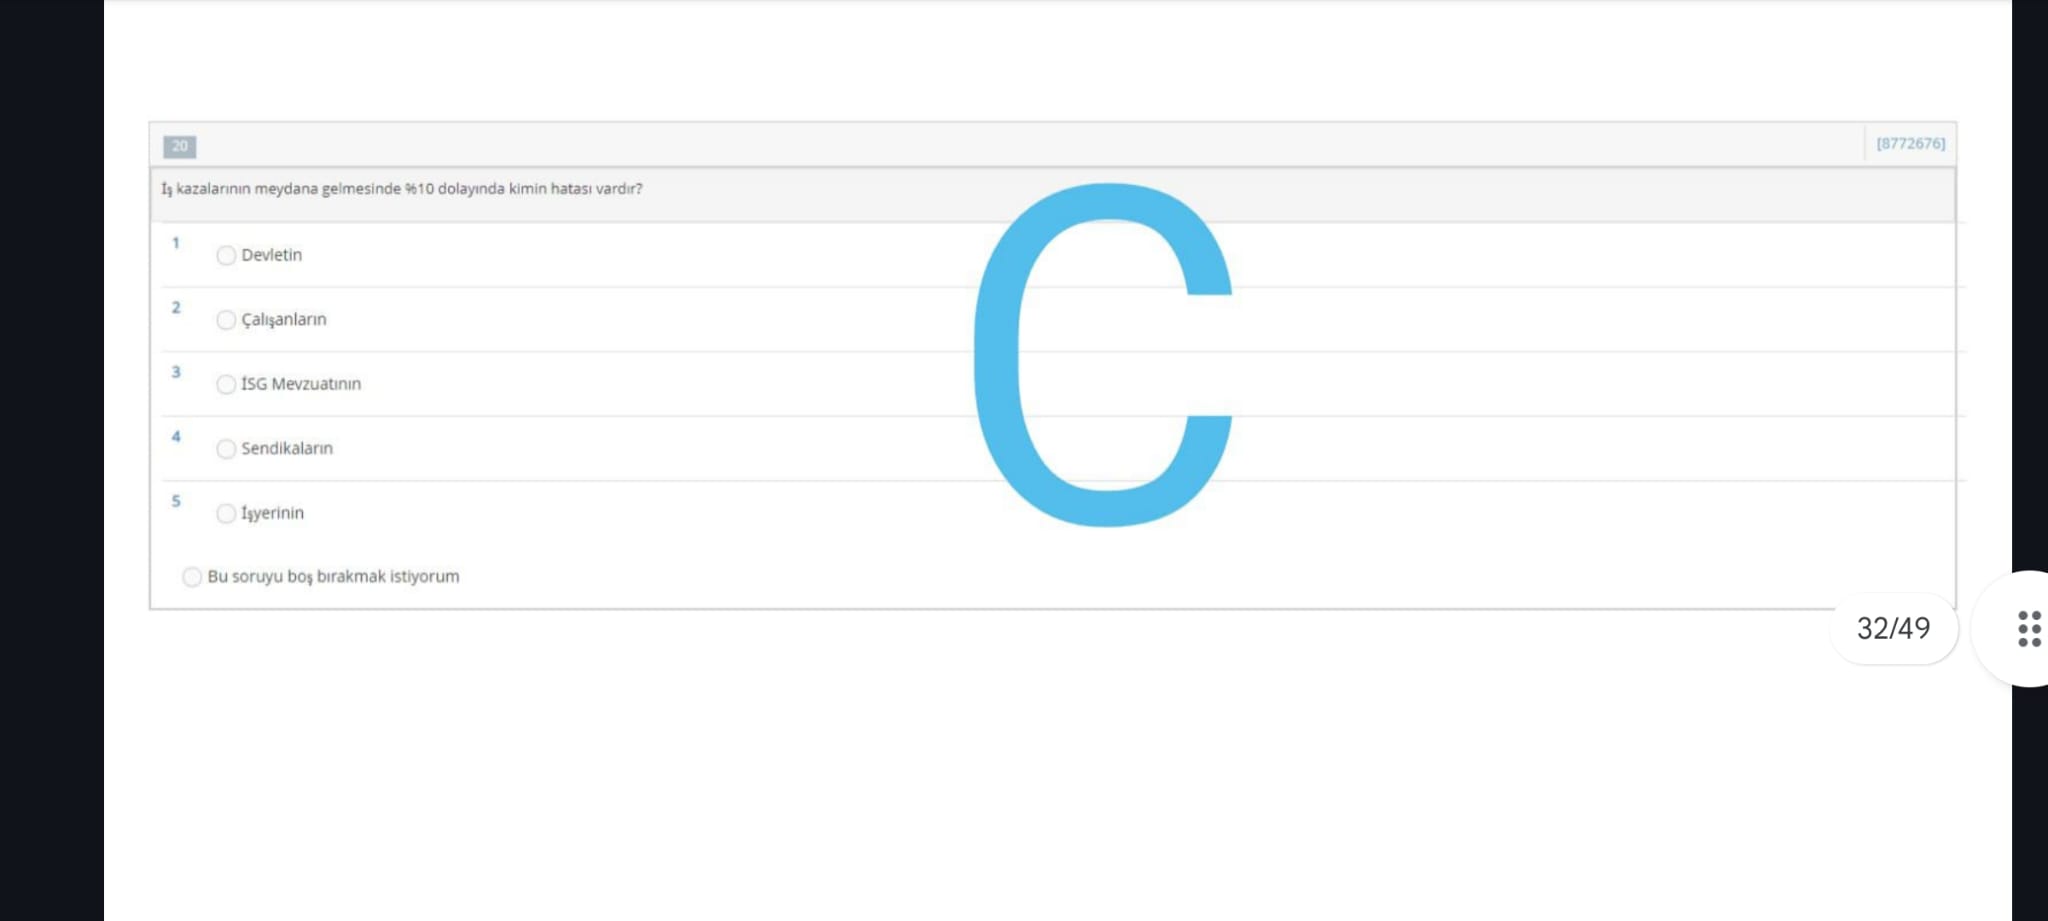 20
[8772676]
İş kazalarının meydana gelmesinde %10 dolayında kimin hatası vardır?
1
Devletin
2
Çalışanların
3
İSG Mevzuatının
4
Sendikaların
5
İşyerinin
Bu soruyu boş bırakmak istiyorum
C
32/49